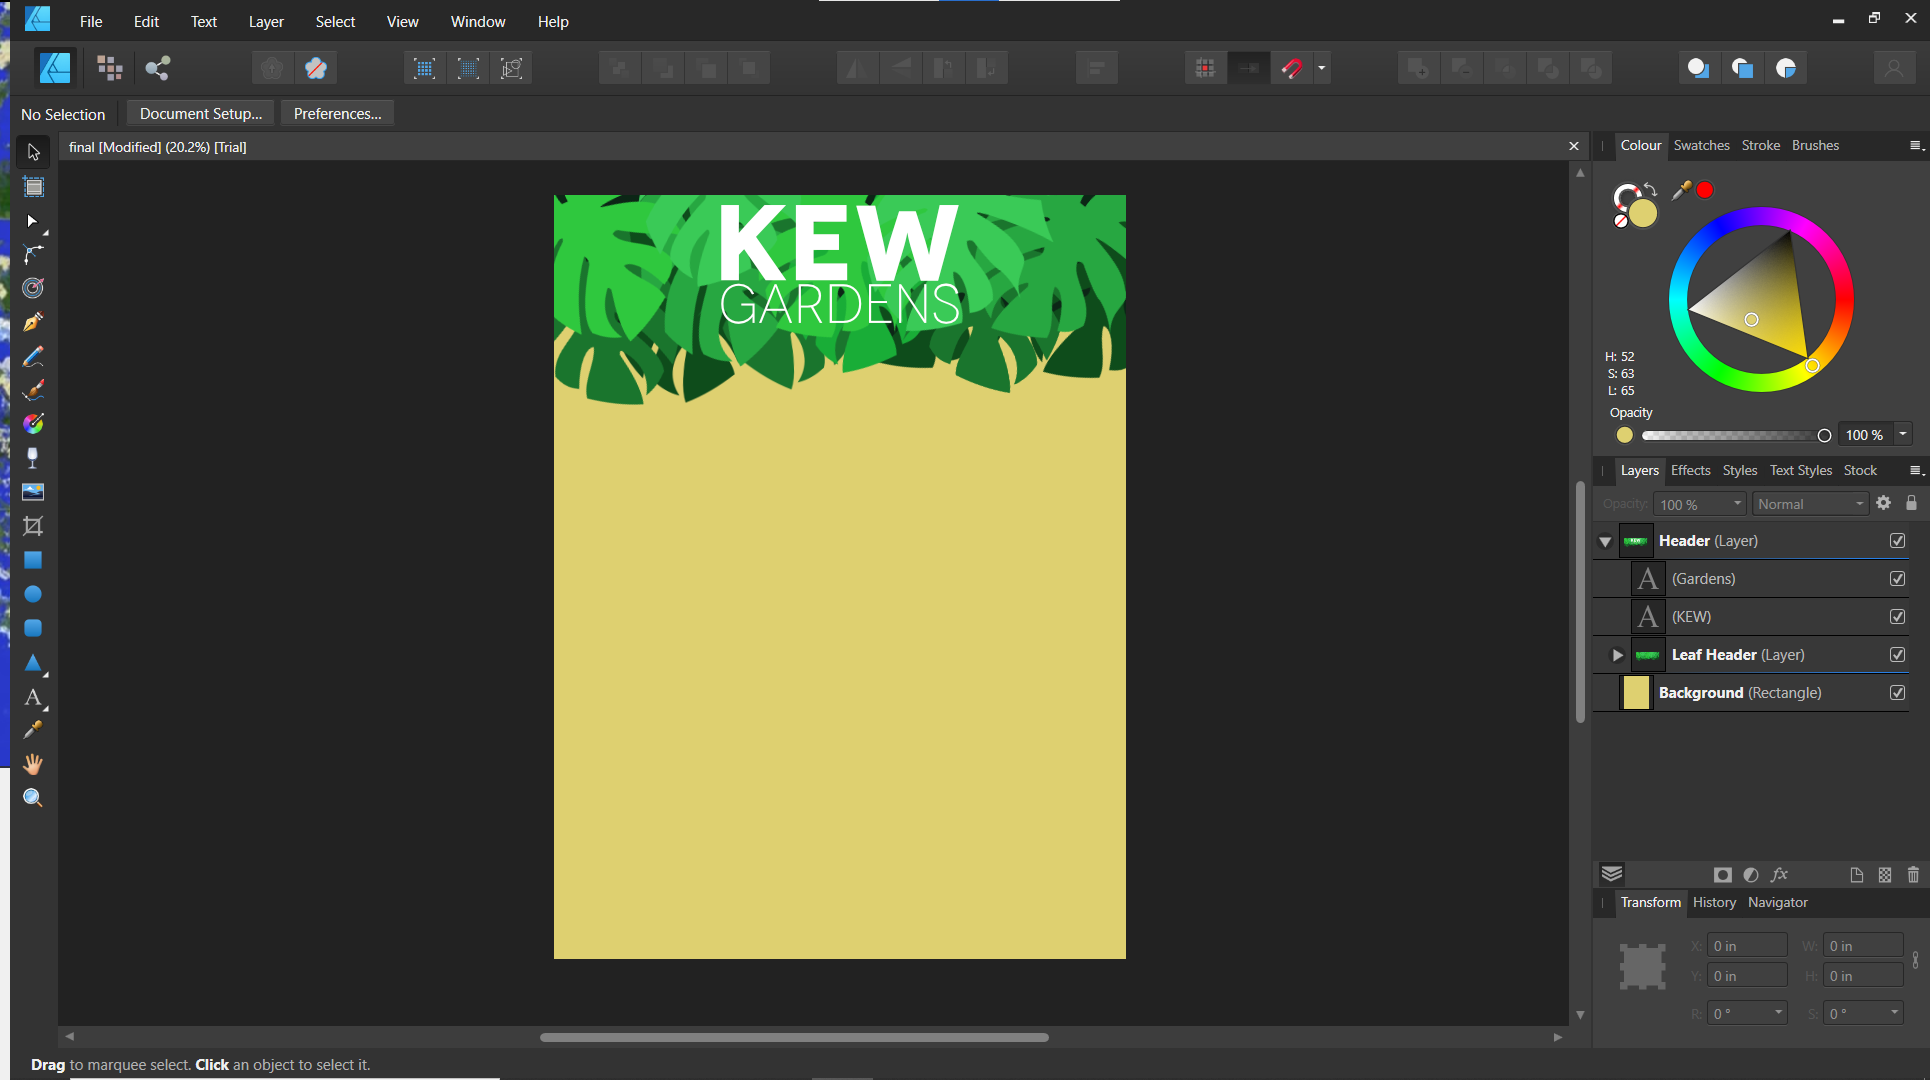 File Edit Text Layer Select View Window Help
No Selection Document Setup... Preferences...
final [Modified] (20.2%) [Trial]
KEW
GARDENS
Colour Swatches Stroke Brushes
H: 52
S: 63
L: 65
Opacity
100 %
Layers Effects Styles Text Styles Stock
Opacity: 100 % Normal
Header (Layer)
A (Gardens)
A (KEW)
Leaf Header (Layer)
Background (Rectangle)
fx
Transform History Navigator
X: 0 in W: 0 in
Y: 0 in H: 0 in
R: 0 ° S: 0 °
A
Drag to marquee select. Click an object to select it.